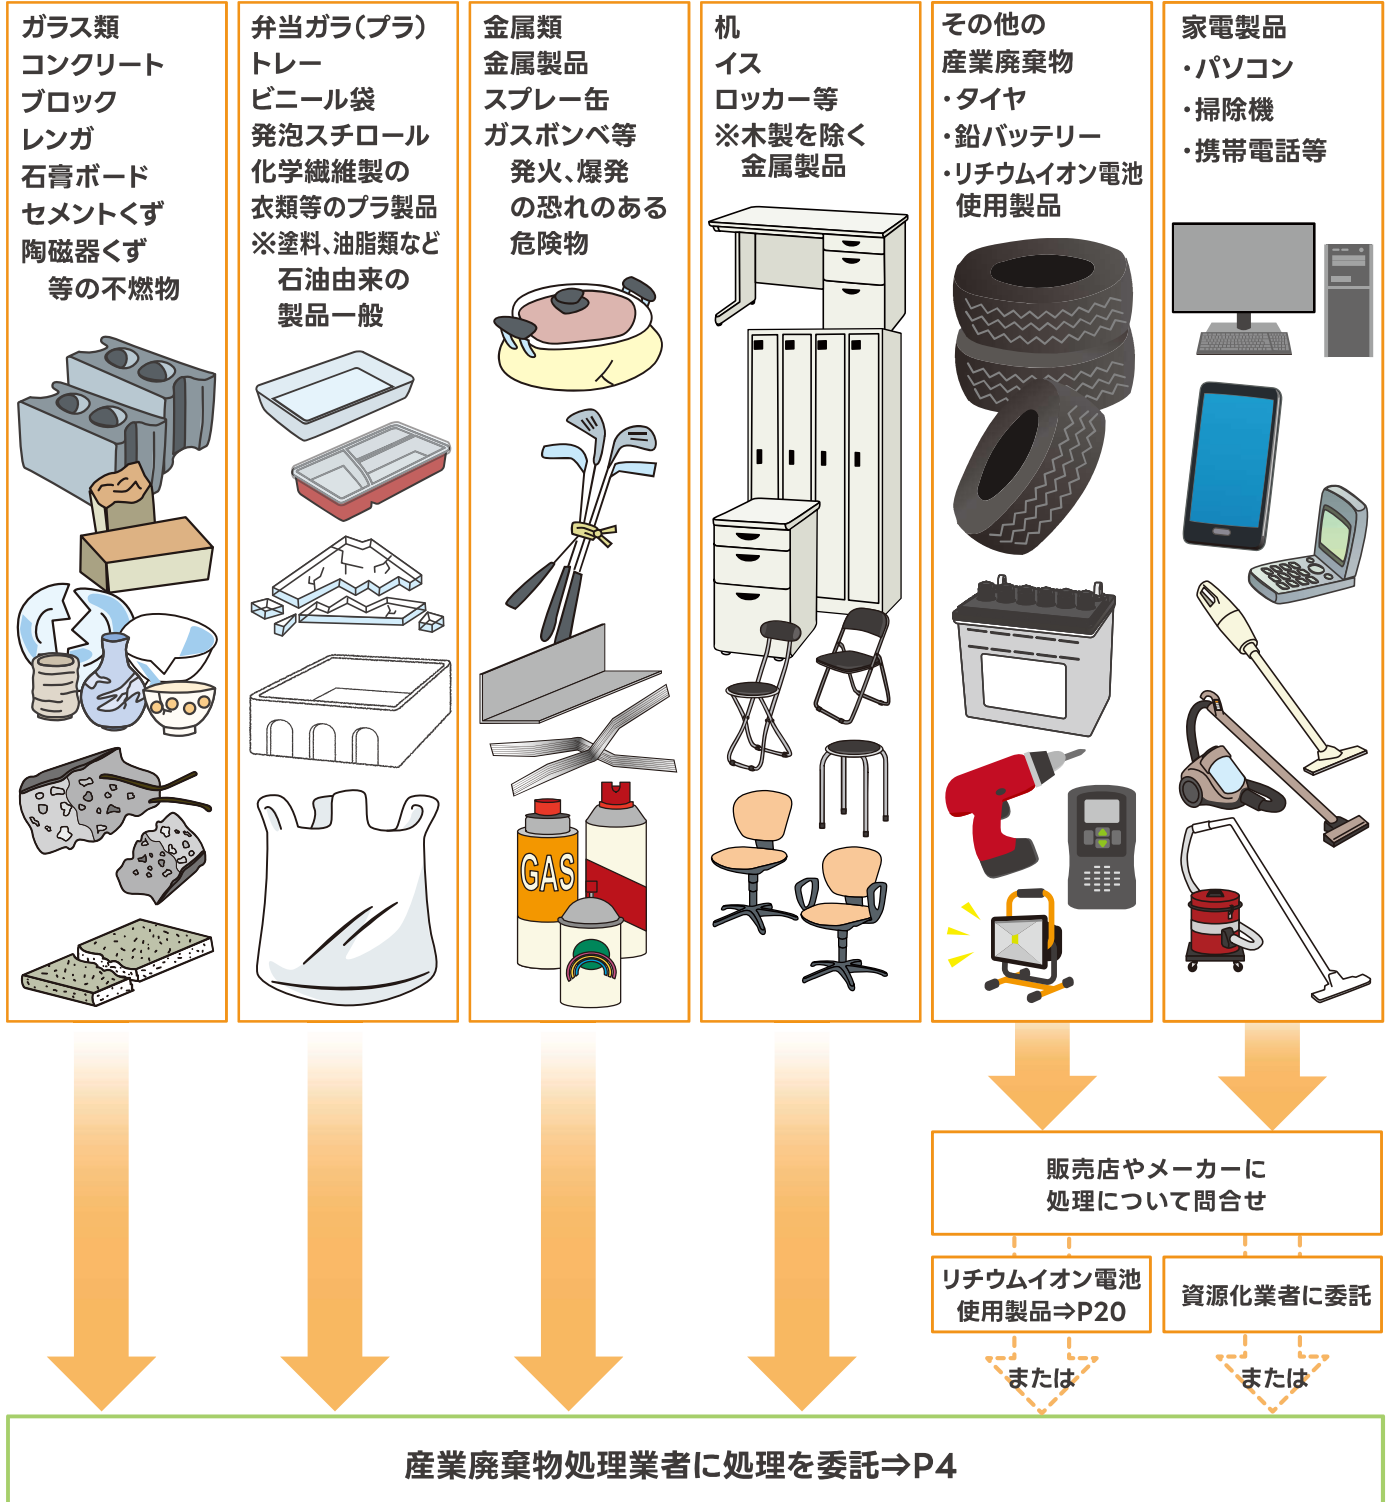 ガラス類
コンクリート
ブロック
レンガ
石膏ボード
セメントくず
陶磁器くず
等の不燃物
弁当ガラ（プラ）
トレー
ビニール袋
発泡スチロール
化学繊維製の
衣類等のプラ製品
※塗料、油脂類など
石油由来の
製品一般
金属類
金属製品
スプレー缶
ガスボンベ等
発火、爆発
の恐れのある
危険物
GAS
机
イス
ロッカー等
※木製を除く
金属製品
その他の
産業廃棄物
・タイヤ
・鉛バッテリー
・リチウムイオン電池
使用製品
家電製品
・パソコン
・掃除機
・携帯電話等
販売店やメーカーに
処理について問合せ
リチウムイオン電池
使用製品⇒P20
資源化業者に委託
または
または
産業廃棄物処理業者に処理を委託⇒P4